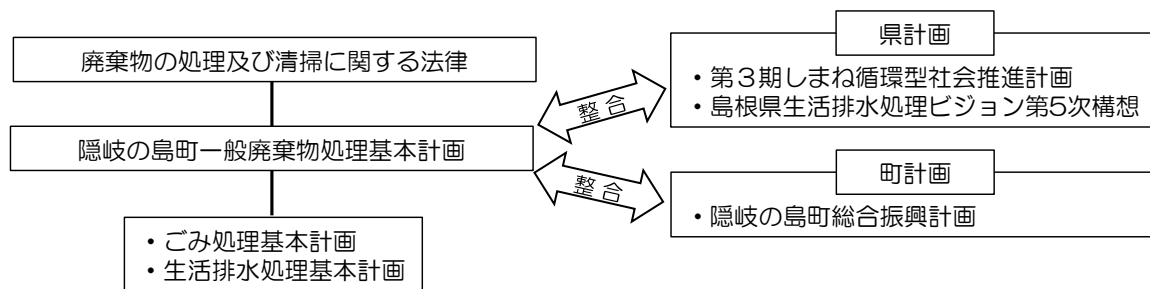 廃棄物の処理及び清掃に関する法律
隠岐の島町一般廃棄物処理基本計画
・ごみ処理基本計画
・生活排水処理基本計画
整合
整合
県計画
・第3期しまね循環型社会推進計画
・島根県生活排水処理ビジョン第5次構想
町計画
・隠岐の島町総合振興計画